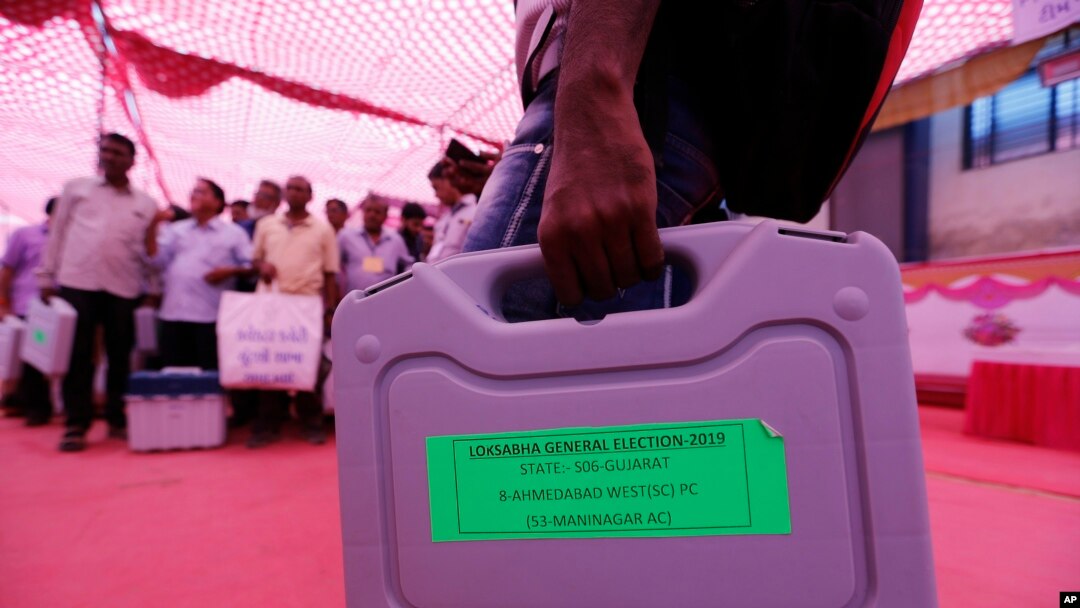 LOKSABHA GENERAL ELECTION-2019
STATE:- S06-GUJARAT
8-AHMEDABAD WEST(SC) PC
(53-MANINAGAR AC)
AP